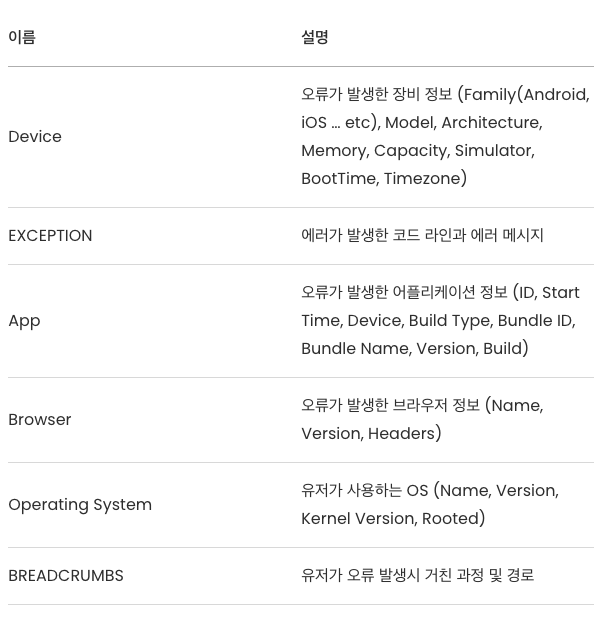 이름 설명
Device
오류가 발생한 장비 정보 (Family(Android,
iOS ... etc), Model, Architecture,
Memory, Capacity, Simulator,
BootTime, Timezone)
EXCEPTION
에러가 발생한 코드 라인과 에러 메시지
App
오류가 발생한 어플리케이션 정보 (ID, Start
Time, Device, Build Type, Bundle ID,
Bundle Name, Version, Build)
Browser
오류가 발생한 브라우저 정보 (Name,
Version, Headers)
Operating System
유저가 사용하는 OS (Name, Version,
Kernel Version, Rooted)
BREADCRUMBS
유저가 오류 발생시 거친 과정 및 경로